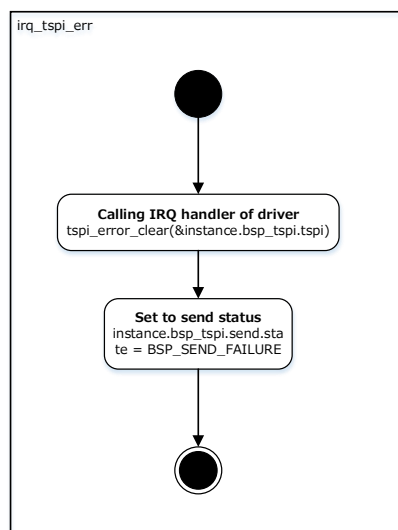 irq_tspi_err
Calling IRQ handler of driver
tspi_error_clear(&instance.bsp_tspi.tspi)
Set to send status
instance.bsp_tspi.send.sta
te = BSP_SEND_FAILURE